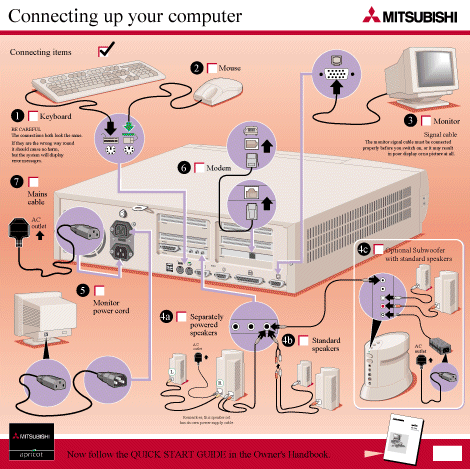 Connecting up your computer
MITSUBISHI
Connecting items
2 Mouse
1 Keyboard
BE CAREFUL
The connections both look the same.
If they are the wrong way round
it should cause no harm,
but the system will display
error messages.
3 Monitor
Signal cable
The monitor signal cable must be connected
properly before you switch on, or it may result
in poor display or no picture at all.
6 Modem
7
Mains
cable
AC
outlet
4c Optional Subwoofer
with standard speakers
5
Monitor
power cord
4a Separately
powered
speakers
AC
outlet
4b Standard
speakers
AC
outlet
L
R
Remember, this speaker set
has its own power supply cable
MITSUBISHI
apricot
Now follow the QUICK START GUIDE in the Owner's Handbook